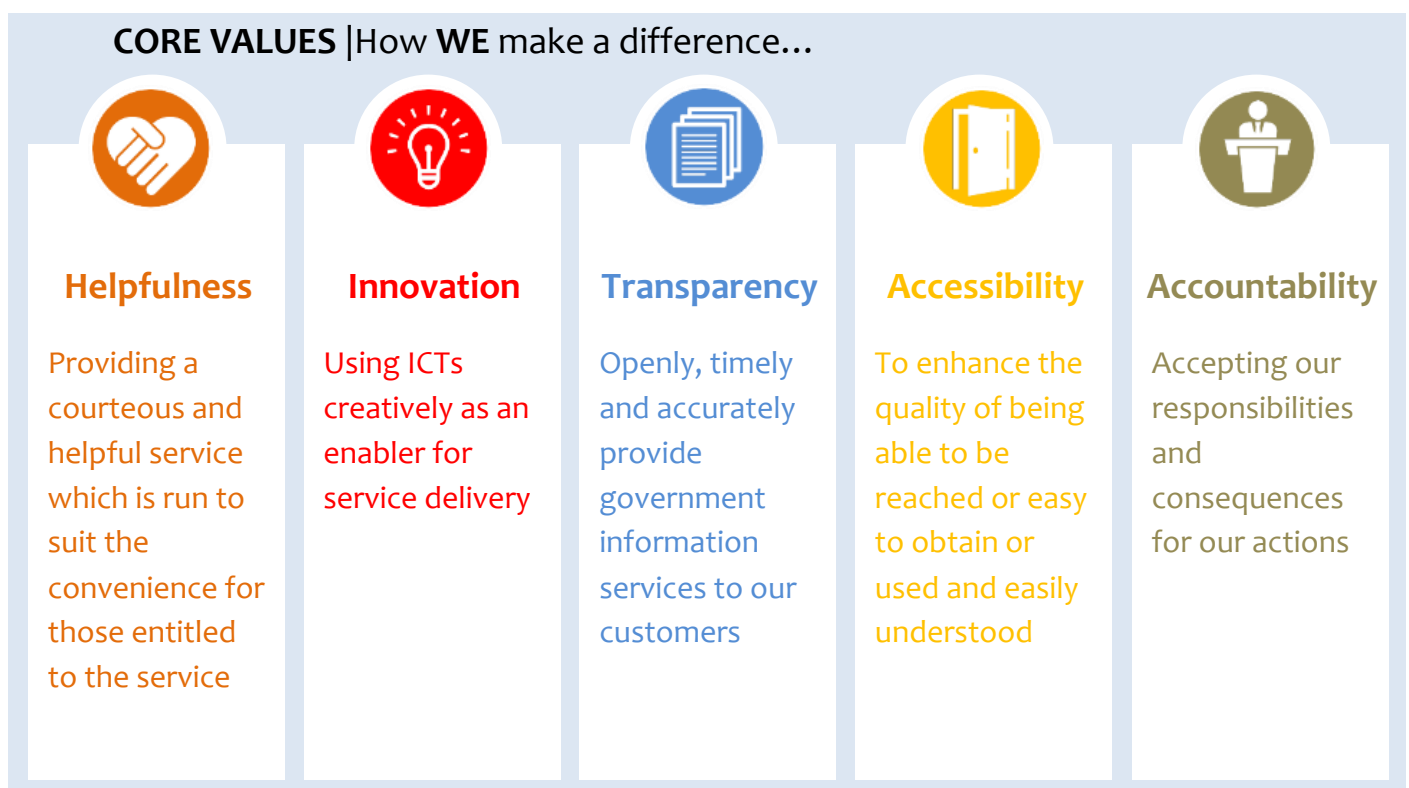 CORE VALUES |How WE make a difference...
Helpfulness
Providing a
courteous and
helpful service
which is run to
suit the
convenience for
those entitled
to the service
Innovation
Using ICTs
creatively as an
enabler for
service delivery
Transparency
Openly, timely
and accurately
provide
government
information
services to our
customers
Accessibility
To enhance the
quality of being
able to be
reached or easy
to obtain or
used and easily
understood
Accountability
Accepting our
responsibilities
and
consequences
for our actions